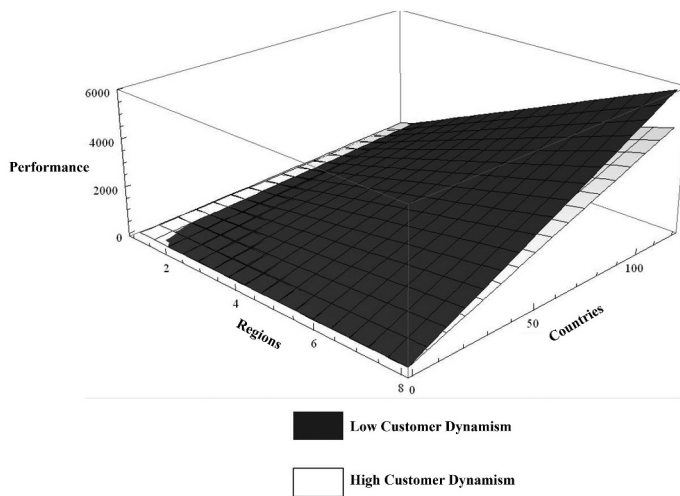 6000
4000
Performance
2000
0
2
4
6
8
0
50
100
Regions
Countries
Low Customer Dynamism
High Customer Dynamism